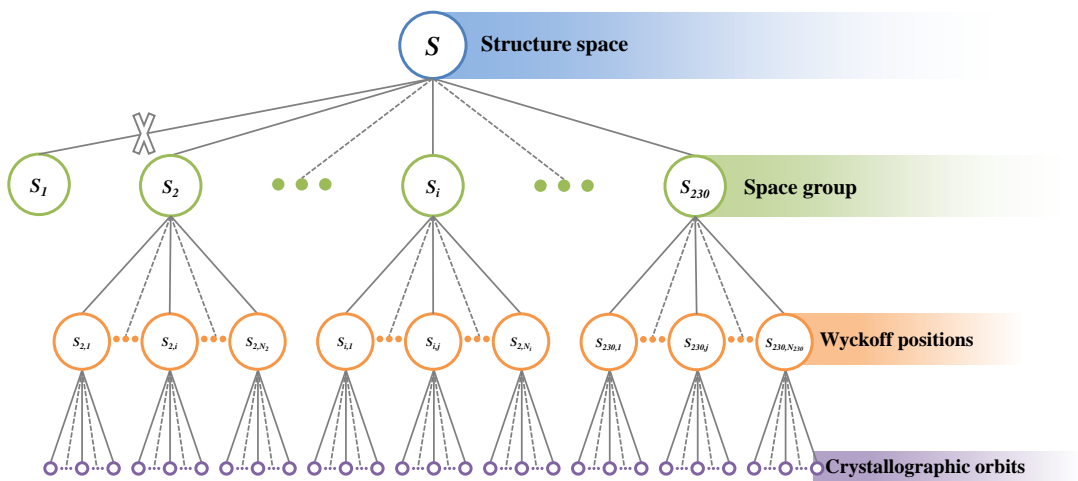 S Structure space
S1 S2 Si S230 Space group
S2,1 S2,i S2,N2 Si,1 Si,j S2,Ni S230,1 S230,j S230,N230 Wyckoff positions
Crystallographic orbits